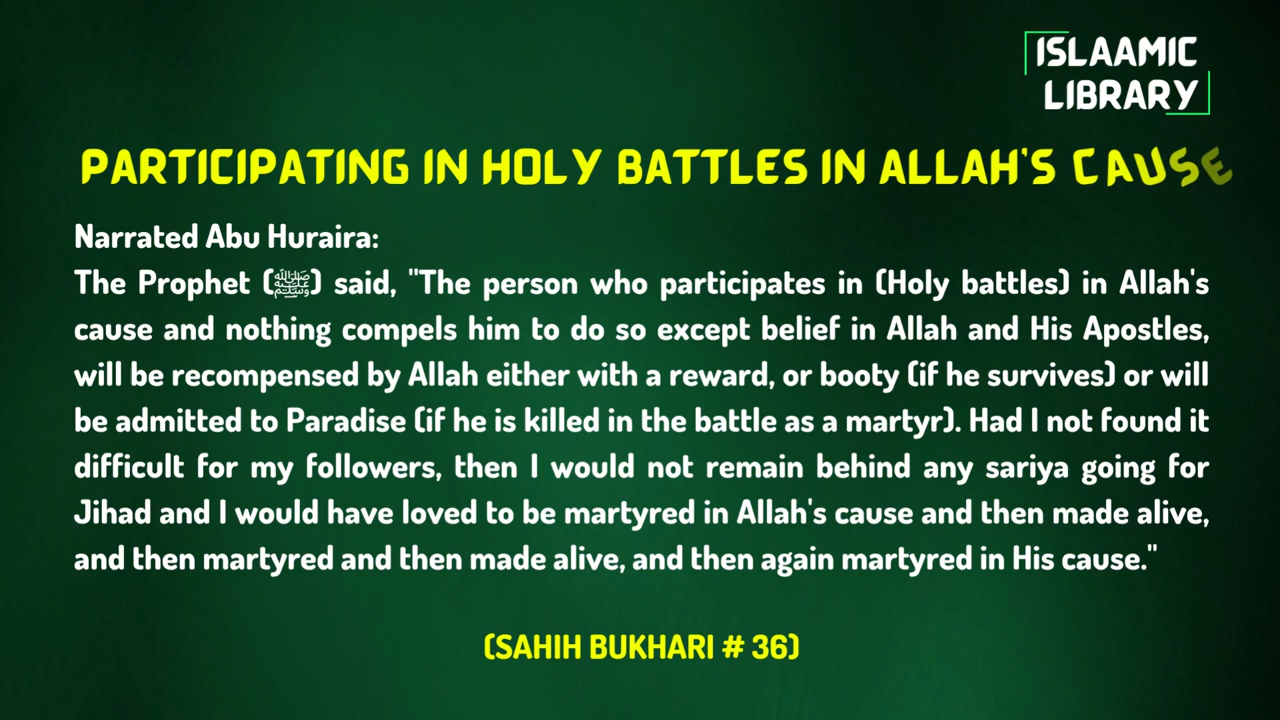 ISLAAMIC
LIBRARY
PARTICIPATING IN HOLY BATTLES IN ALLAH'S CAUSE
Narrated Abu Huraira:
The Prophet (ﷺ) said, "The person who participates in (Holy battles) in Allah's
cause and nothing compels him to do so except belief in Allah and His Apostles,
will be recompensed by Allah either with a reward, or booty (if he survives) or will
be admitted to Paradise (if he is killed in the battle as a martyr). Had I not found it
difficult for my followers, then I would not remain behind any sariya going for
Jihad and I would have loved to be martyred in Allah's cause and then made alive,
and then martyred and then made alive, and then again martyred in His cause."
(SAHIH BUKHARI # 36)